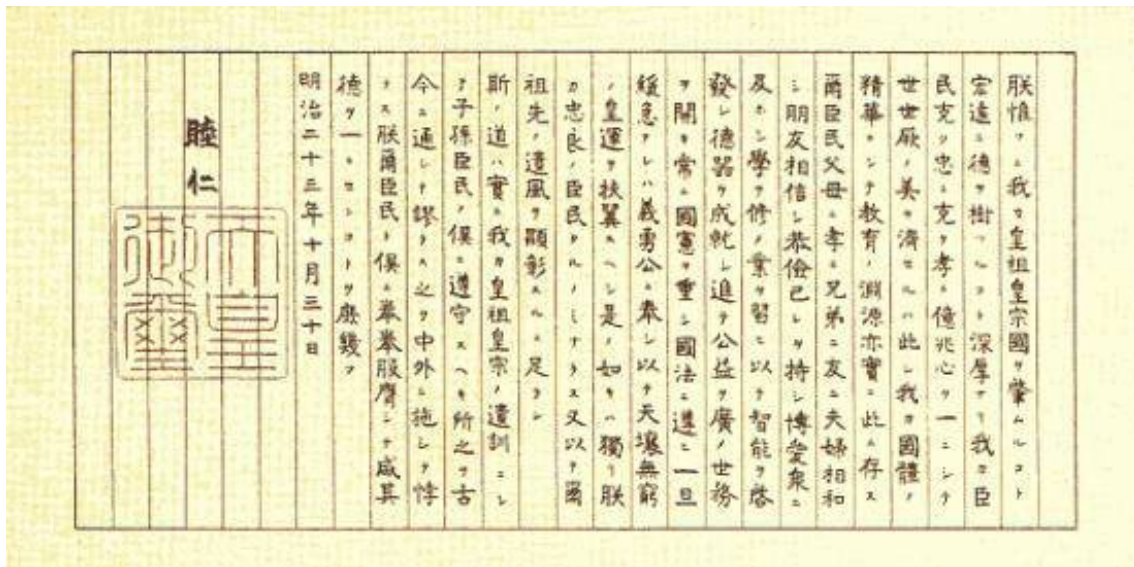 朕惟フニ我カ皇祖皇宗國ヲ肇ムルコト
宏遠ニ德ヲ樹ツルコト深厚ナリ我カ臣
民克ク忠ニ克ク孝ニ億兆心ヲ一ニシテ
世世厥ノ美ヲ濟セルハ此レ我カ國體ノ
精華ニシテ教育ノ淵源亦實ニ此ニ存ス
爾臣民父母ニ孝ニ兄弟ニ友ニ夫婦相和
シ朋友相信シ恭儉己レヲ持シ博愛衆ニ
及ホシ學ヲ修メ業ヲ習ヒ以テ智能ヲ啓
發シ德器ヲ成就シ進テ公益ヲ廣メ世務
ヲ開キ常ニ國憲ヲ重シ國法ニ遵ヒ一旦
緩急アレハ義勇公ニ奉シ以テ天壤無窮
ノ皇運ヲ扶翼スヘシ是ノ如キハ獨リ朕
カ忠良ノ臣民タルノミナラス又以テ爾
祖先ノ遺風ヲ顯彰スルニ足ラン
斯ノ道ハ實ニ我カ皇祖皇宗ノ遺訓ニシ
テ子孫臣民ノ俱ニ遵守スヘキ所之ヲ古
今ニ通シテ謬ラス之ヲ中外ニ施シテ悖
ラス朕爾臣民ト俱ニ拳拳服膺シテ咸其
德ヲ一ニセンコトヲ庶幾フ
明治二十三年十月三十日
睦仁
天皇
御璽